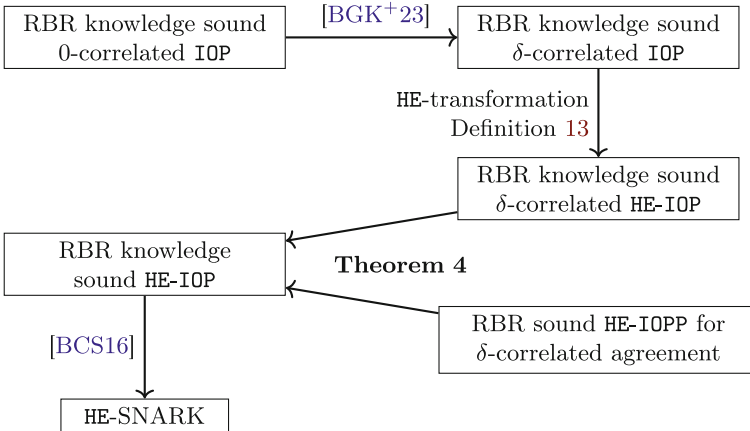 RBR knowledge sound
0-correlated IOP
[BGK+23]
RBR knowledge sound
δ-correlated IOP
HE-transformation
Definition 13
RBR knowledge sound
δ-correlated HE-IOP
RBR knowledge
sound HE-IOP
Theorem 4
RBR sound HE-IOPP for
δ-correlated agreement
[BCS16]
HE-SNARK